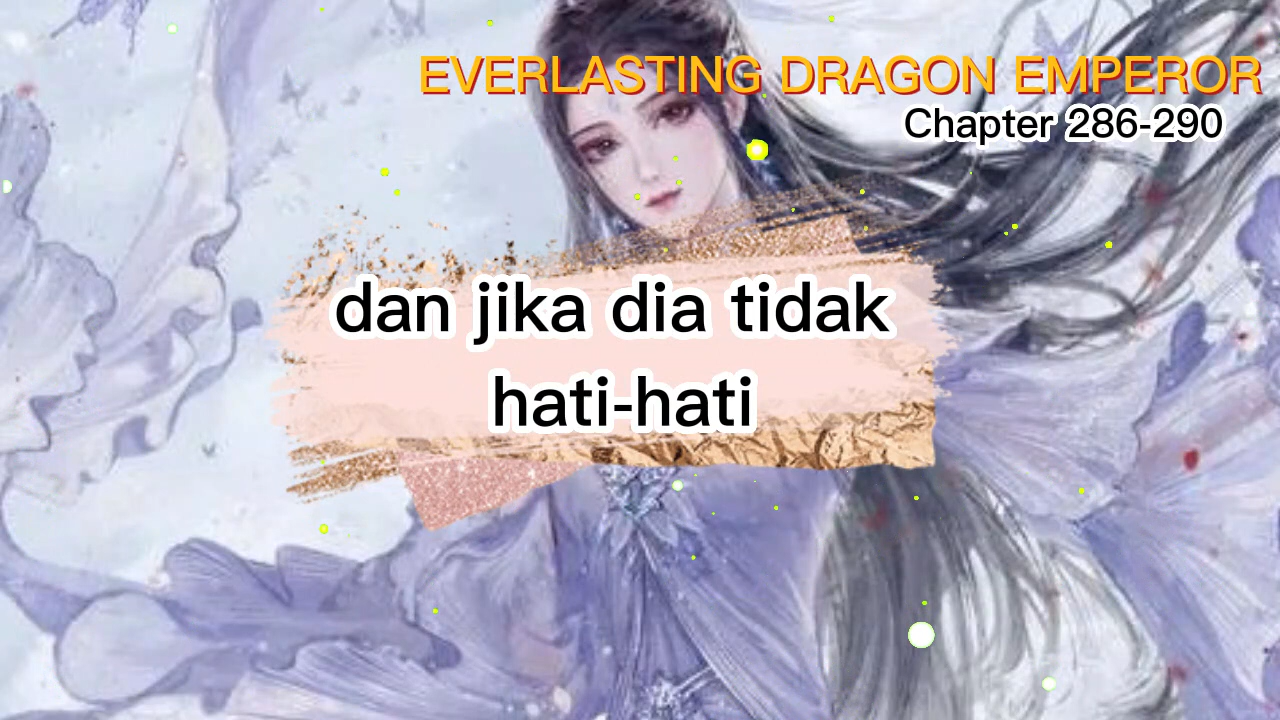 EVERLASTING DRAGON EMPEROR
Chapter 286-290
dan jika dia tidak
hati-hati